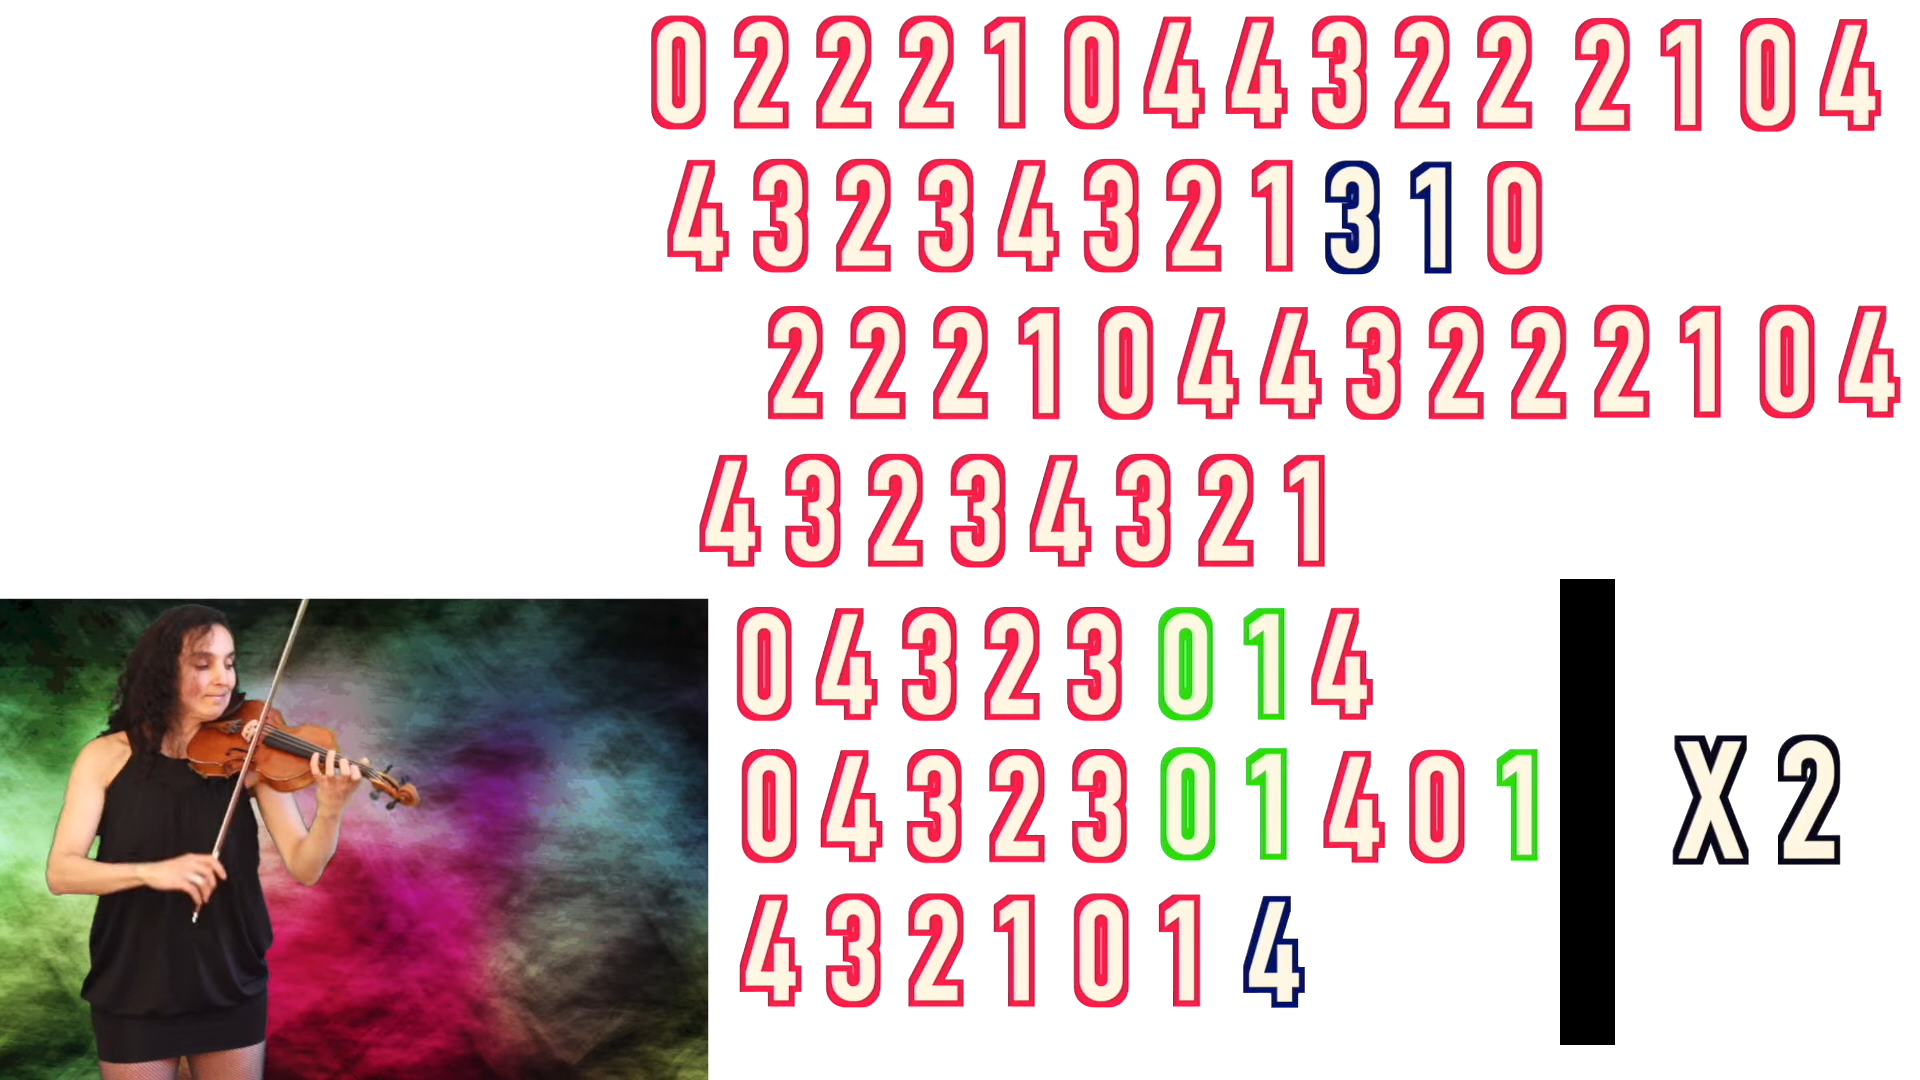 0 2 2 2 1 0 4 4 3 2 2 2 1 0 4
4 3 2 3 4 3 2 1 3 1 0
2 2 2 1 0 4 4 3 2 2 2 1 0 4
4 3 2 3 4 3 2 1
0 4 3 2 3 0 1 4
0 4 3 2 3 0 1 4 0 1
X 2
4 3 2 1 0 1 4